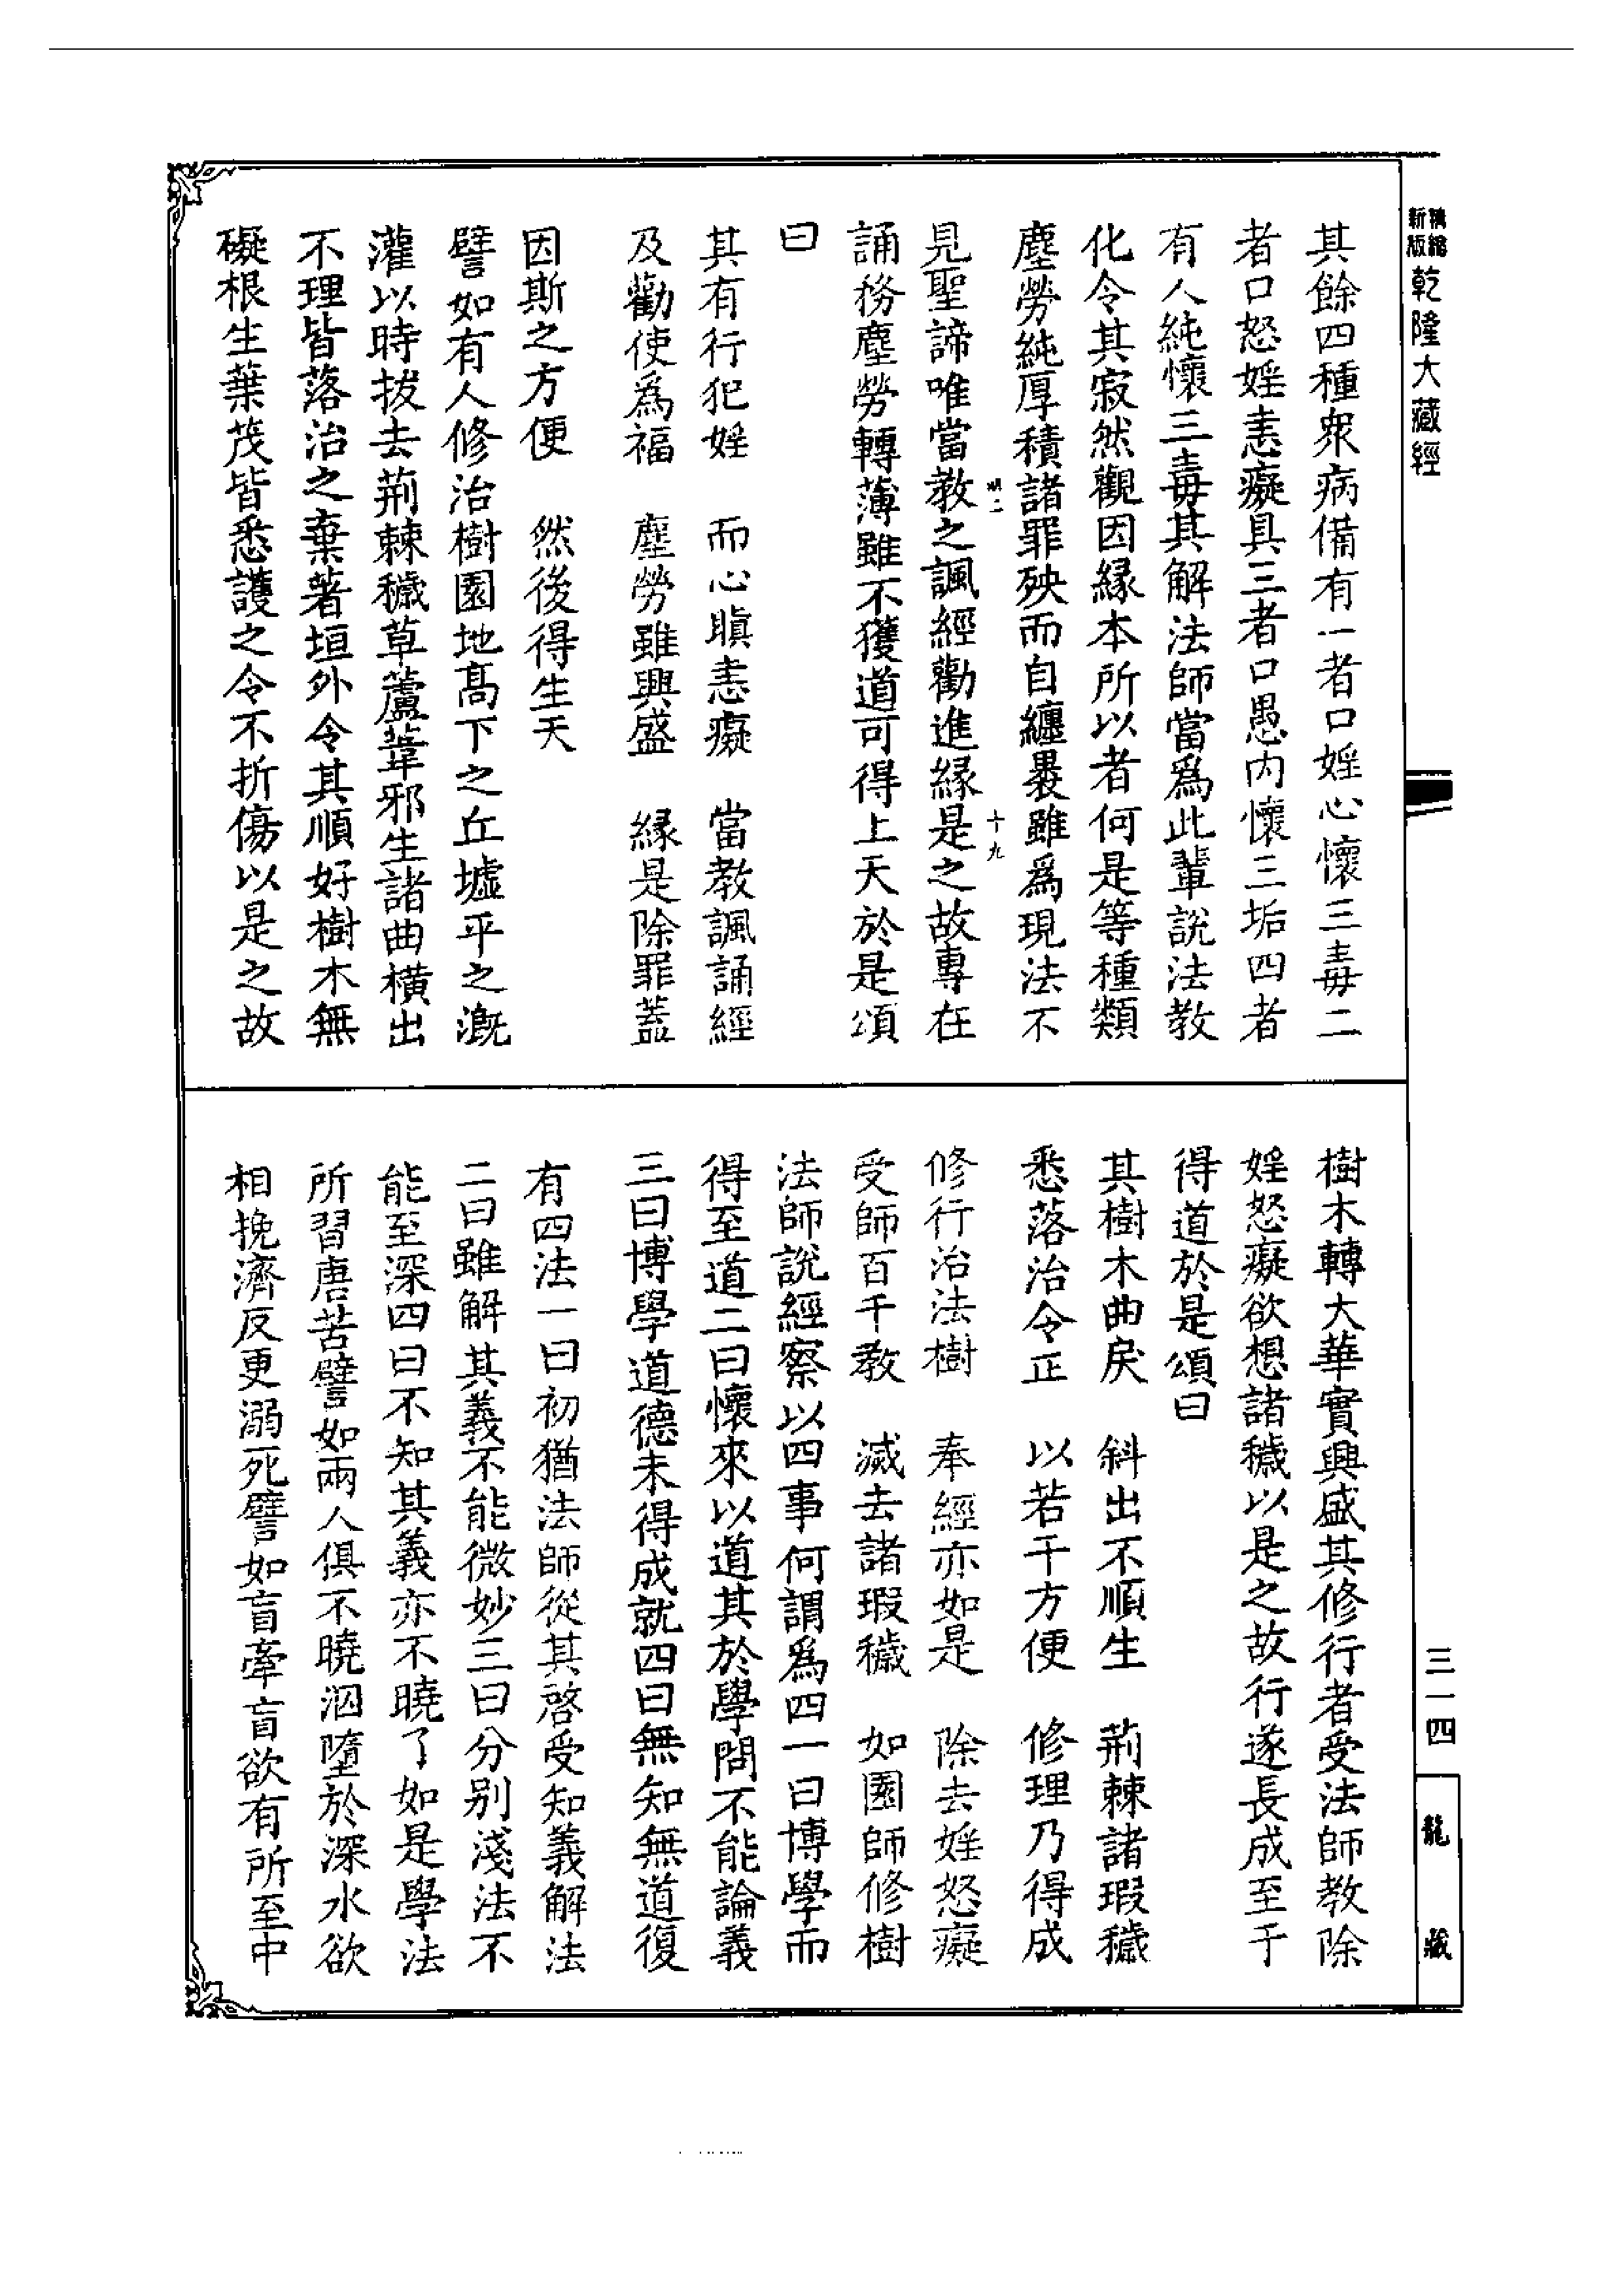 精縮
新版
乾隆大藏經
其餘四種衆病備有一者口婬心懷三毒二
者口怒婬恚癡具三者口愚内懷三垢四者
有人純懷三毒其解法師當爲此輩說法教
化令其寂然觀因緣本所以者何是等種類
塵勞純厚積諸罪殃而自纏褁雖爲現法不
十九
見聖諦唯當教之諷經勸進緣是之故專在
誦務塵勞轉薄雖不獲道可得上天於是頌
曰
其有行犯婬　而心瞋恚癡　當教諷誦經
及勸使爲福　塵勞雖興盛　緣是除罪蓋
因斯之方便　然後得生天
譬如有人修治樹園地高下之丘墟平之溉
灌以時拔去荊棘穢草蘆葦邪生諸曲橫出
不理皆落治之棄著垣外令其順好樹木無
礙根生葉茂皆悉護之令不折傷以是之故
樹木轉大華實興盛其修行者受法師教除
婬怒癡欲想諸穢以是之故行遂長成至于
得道於是頌曰
其樹木曲戾　斜出不順生　荊棘諸瑕穢
悉落治令正　以若干方便　修理乃得成
修行治法樹　奉經亦如是　除去婬怒癡
受師百千教　滅去諸瑕穢　如園師修樹
法師說經察以四事何謂爲四一曰博學而
得至道二曰懷來以道其於學問不能論義
三曰博學道德未得成就四曰無知無道復
有四法一曰初猶法師從其啓受知義解法
二曰雖解其義不能微妙三曰分別淺法不
能至深四曰不知其義亦不曉了如是學法
所習唐苦譬如兩人俱不曉泅墮於深水欲
相挽濟反更溺死譬如盲牽盲欲有所至中
三一四
龍藏